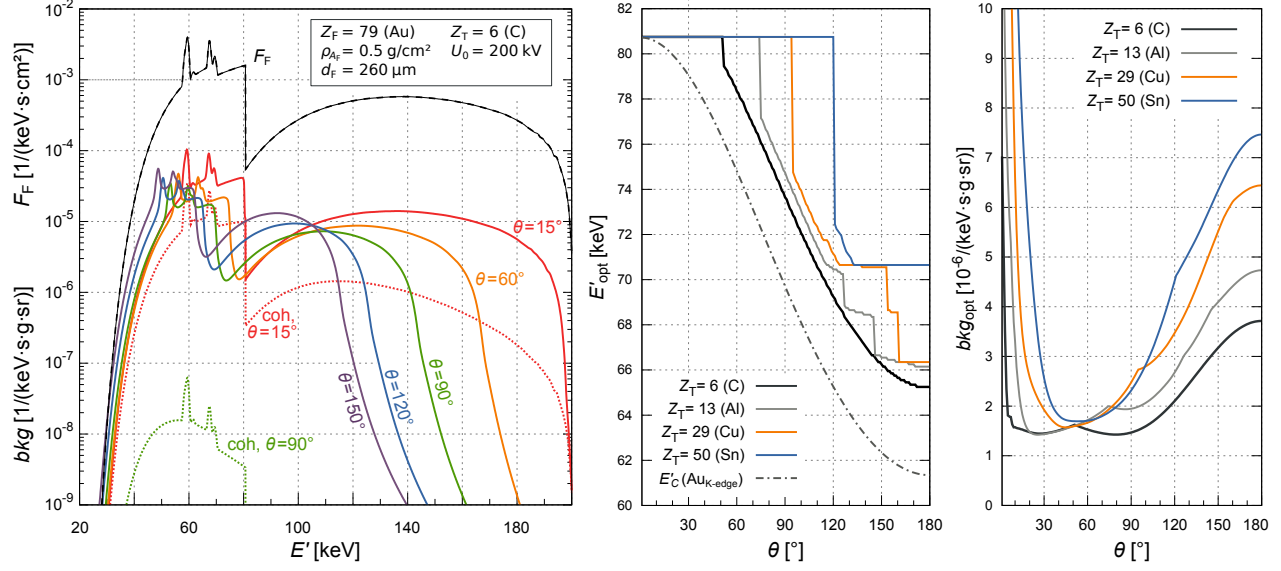 10⁻²
10⁻³
10⁻⁴
10⁻⁵
10⁻⁶
10⁻⁷
10⁻⁸
10⁻⁹
F_F [1/(keV·s·cm²)]
bkg [1/(keV·s·g·sr)]
Z_F = 79 (Au) Z_T = 6 (C)
ρ_A_F = 0.5 g/cm² U₀ = 200 kV
d_F = 260 μm
F_F
θ=15°
θ=60°
coh,
θ=15°
θ=90°
θ=120°
θ=150°
coh, θ=90°
20 60 100 140 180
E′ [keV]
82
80
78
76
74
72
70
68
66
64
62
60
E′_opt [keV]
Z_T = 6 (C)
Z_T = 13 (Al)
Z_T = 29 (Cu)
Z_T = 50 (Sn)
E′_C (Au_K-edge)
30 60 90 120 150 180
θ [°]
10
9
8
7
6
5
4
3
2
1
0
bkg_opt [10⁻⁶/(keV·s·g·sr)]
Z_T = 6 (C)
Z_T = 13 (Al)
Z_T = 29 (Cu)
Z_T = 50 (Sn)
30 60 90 120 150 180
θ [°]